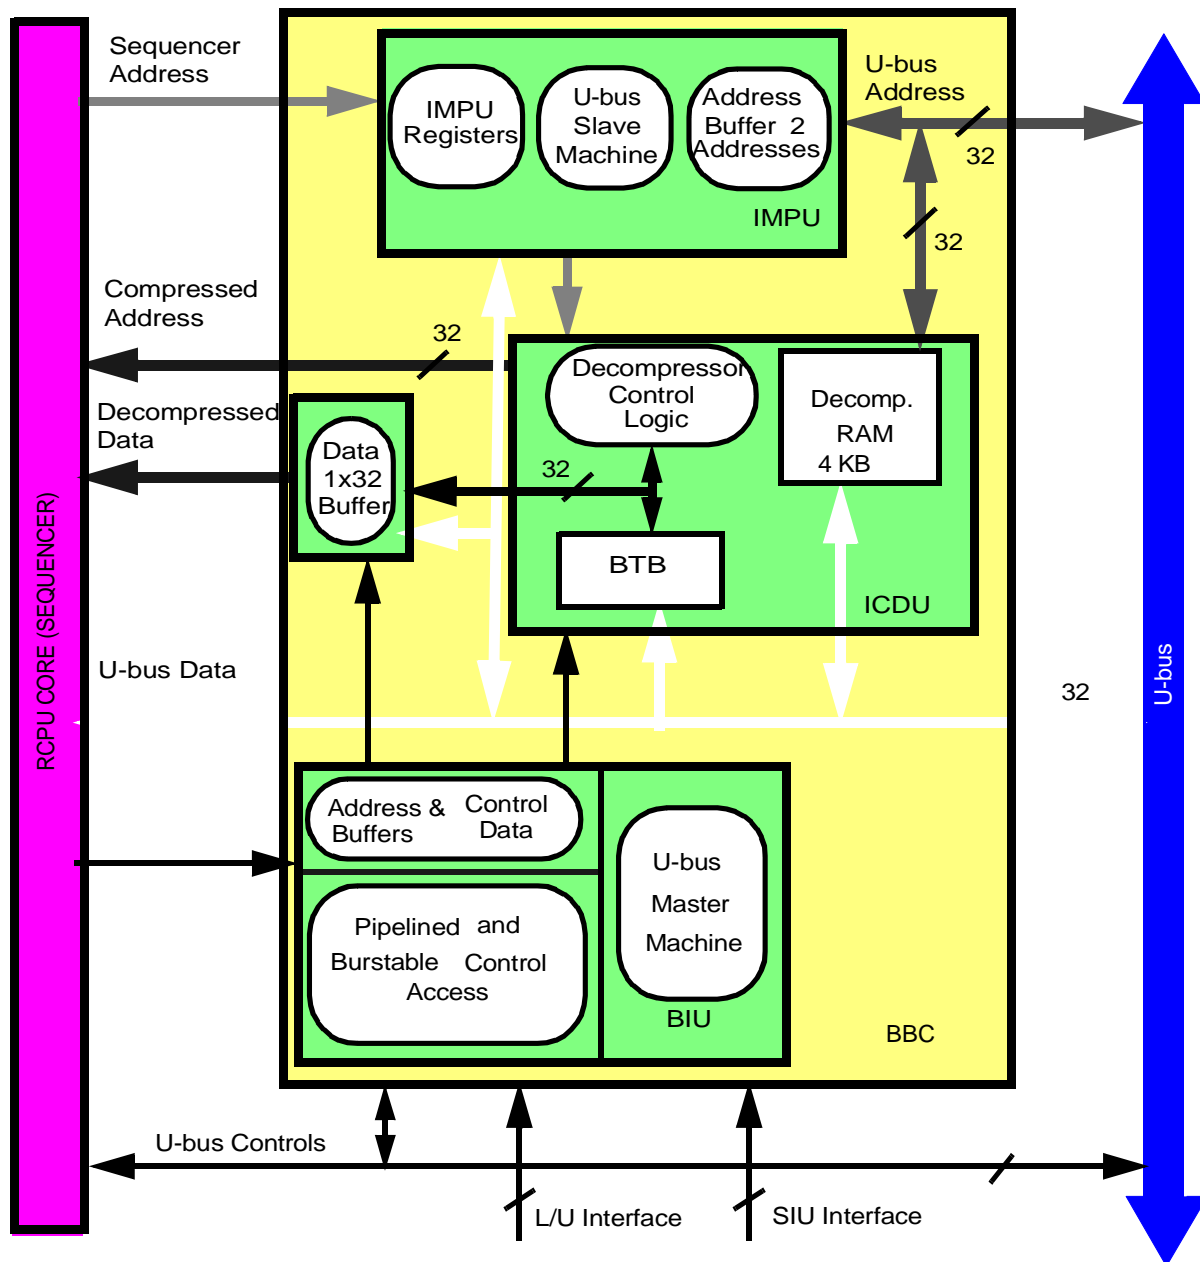 Sequencer
Address
IMPU
Registers
U-bus
Slave
Machine
Address
Buffer 2
Addresses
IMPU
U-bus
Address
32
32
Compressed
Address
32
Decompressed
Data
Data
1x32
Buffer
32
Decompressor
Control
Logic
Decomp.
RAM
4 KB
BTB
ICDU
RCPU CORE (SEQUENCER)
U-bus Data
32
U-bus
Address & Control
Buffers Data
Pipelined and
Burstable Control
Access
U-bus
Master
Machine
BIU
BBC
U-bus Controls
L/U Interface
SIU Interface